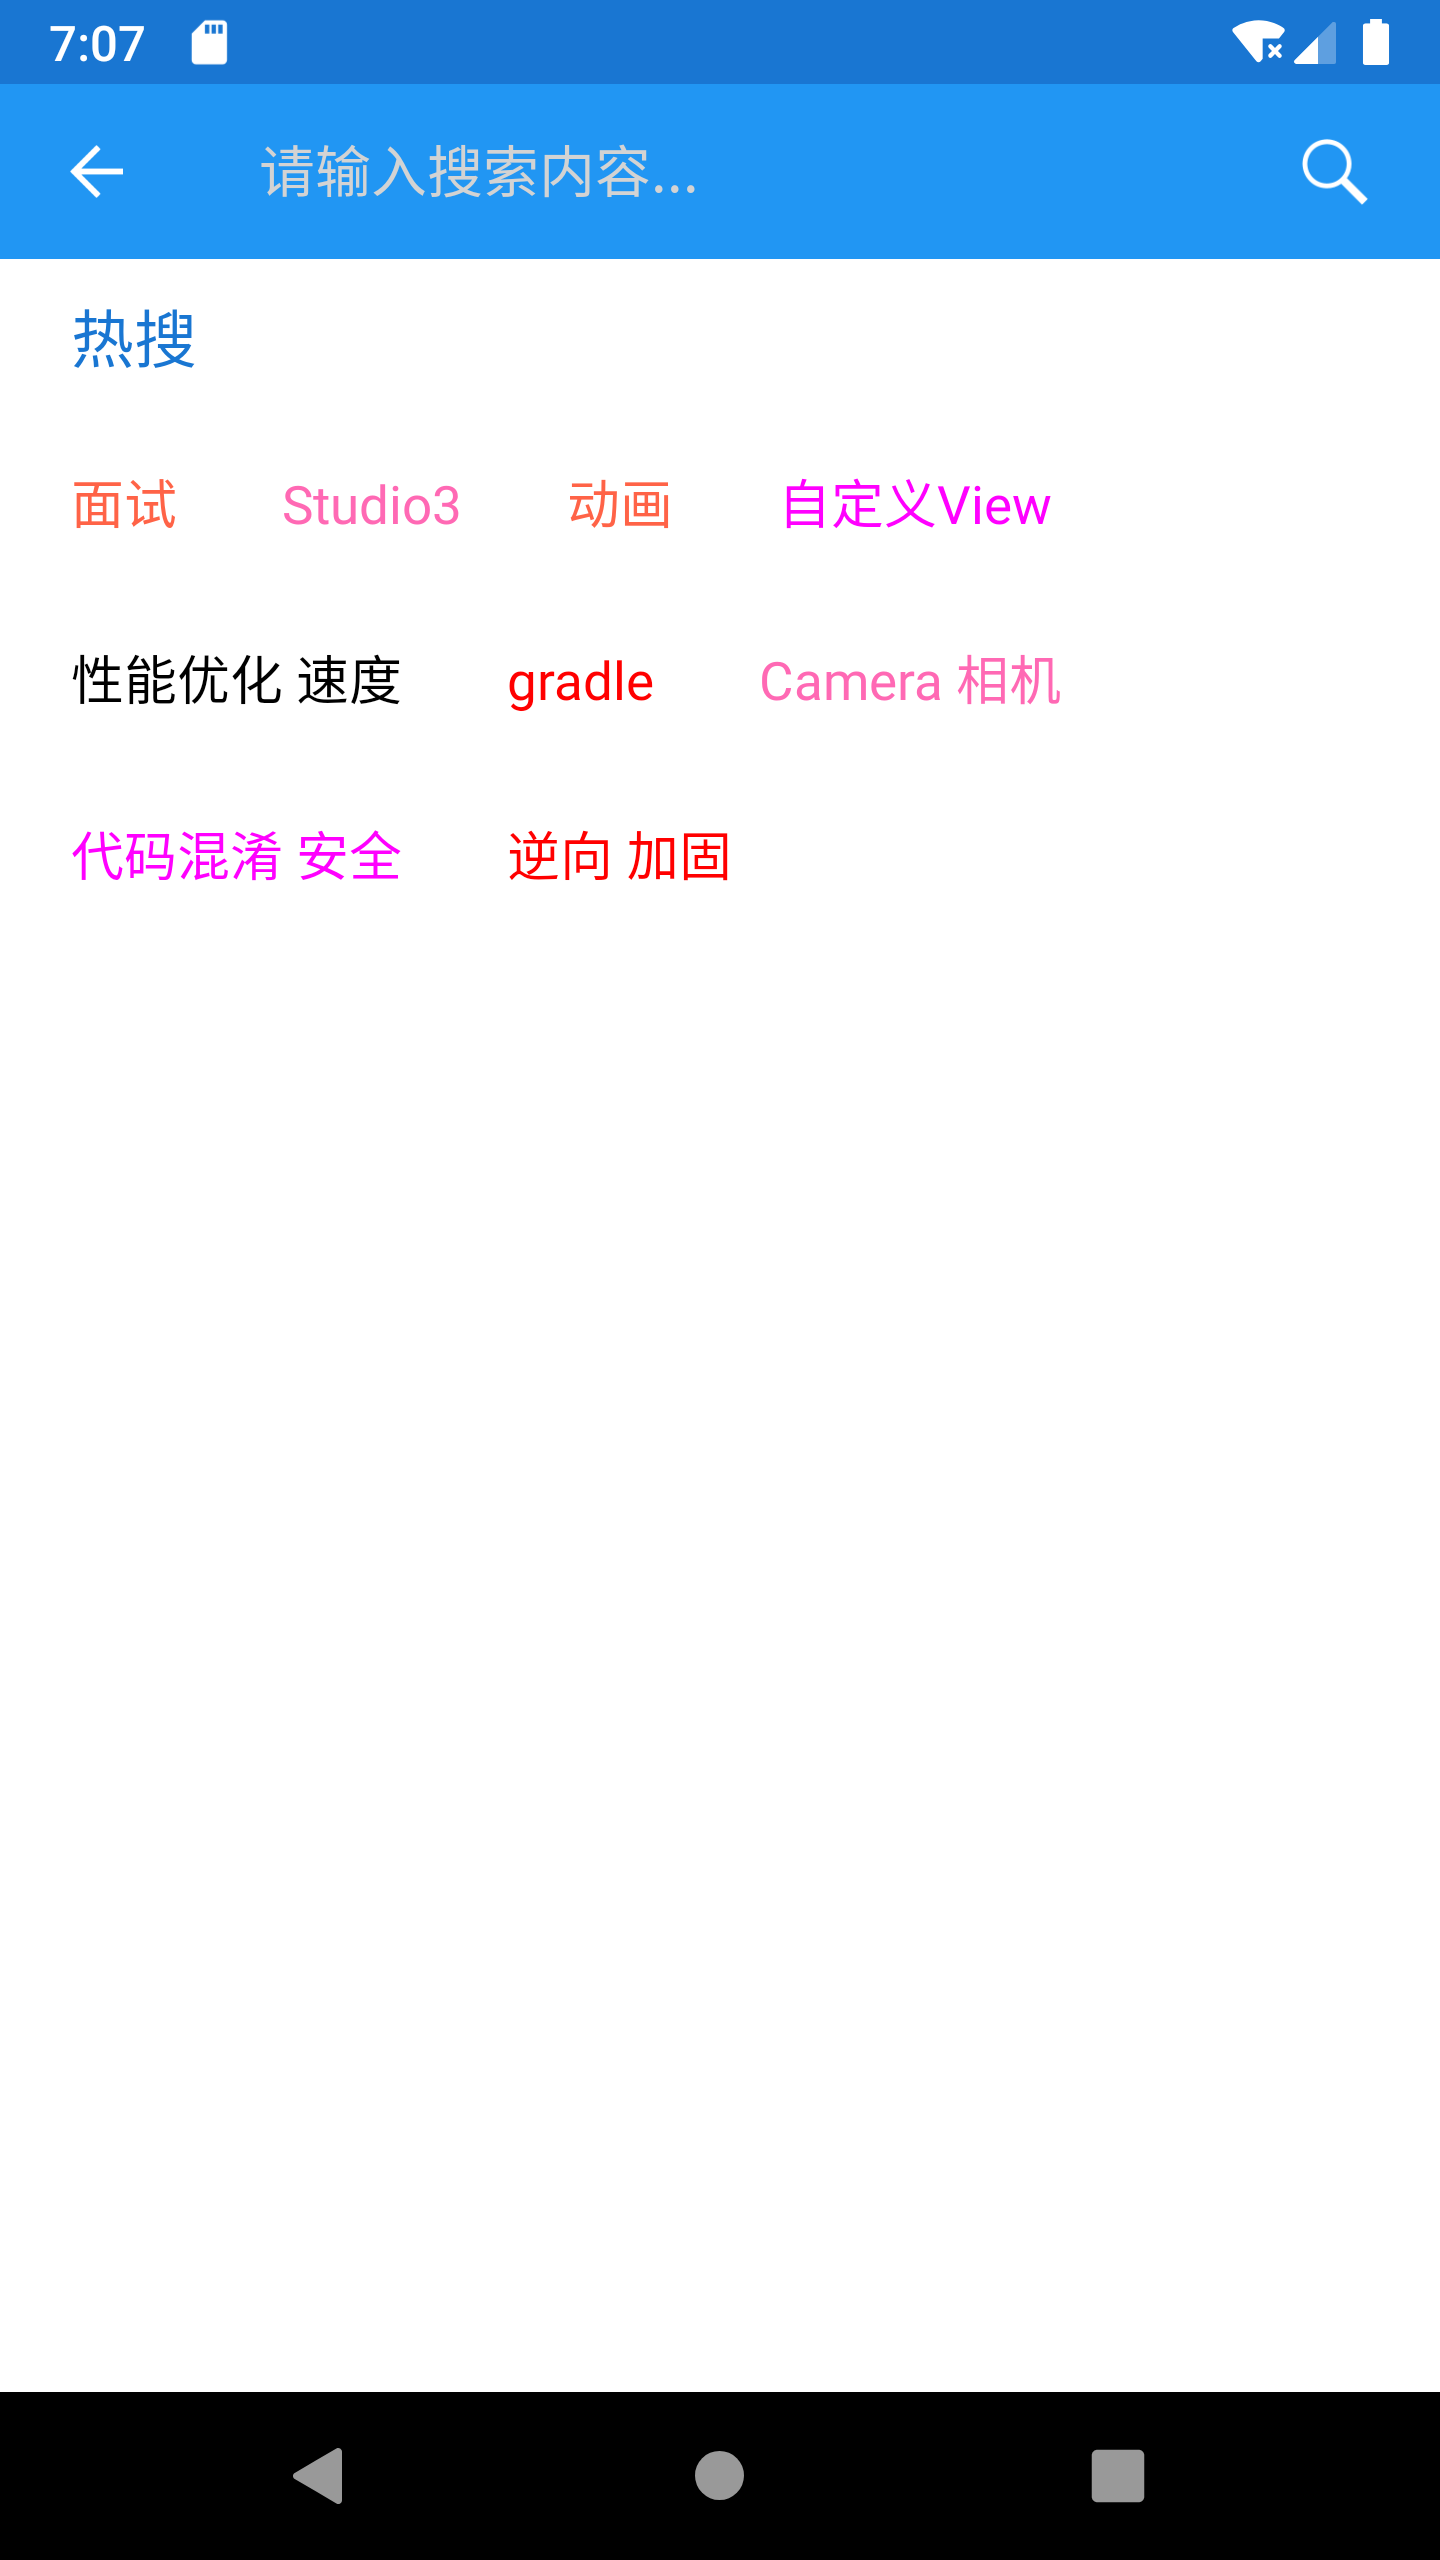 7:07
请输入搜索内容...
热搜
面试 Studio3 动画 自定义View
性能优化 速度 gradle Camera 相机
代码混淆 安全 逆向 加固